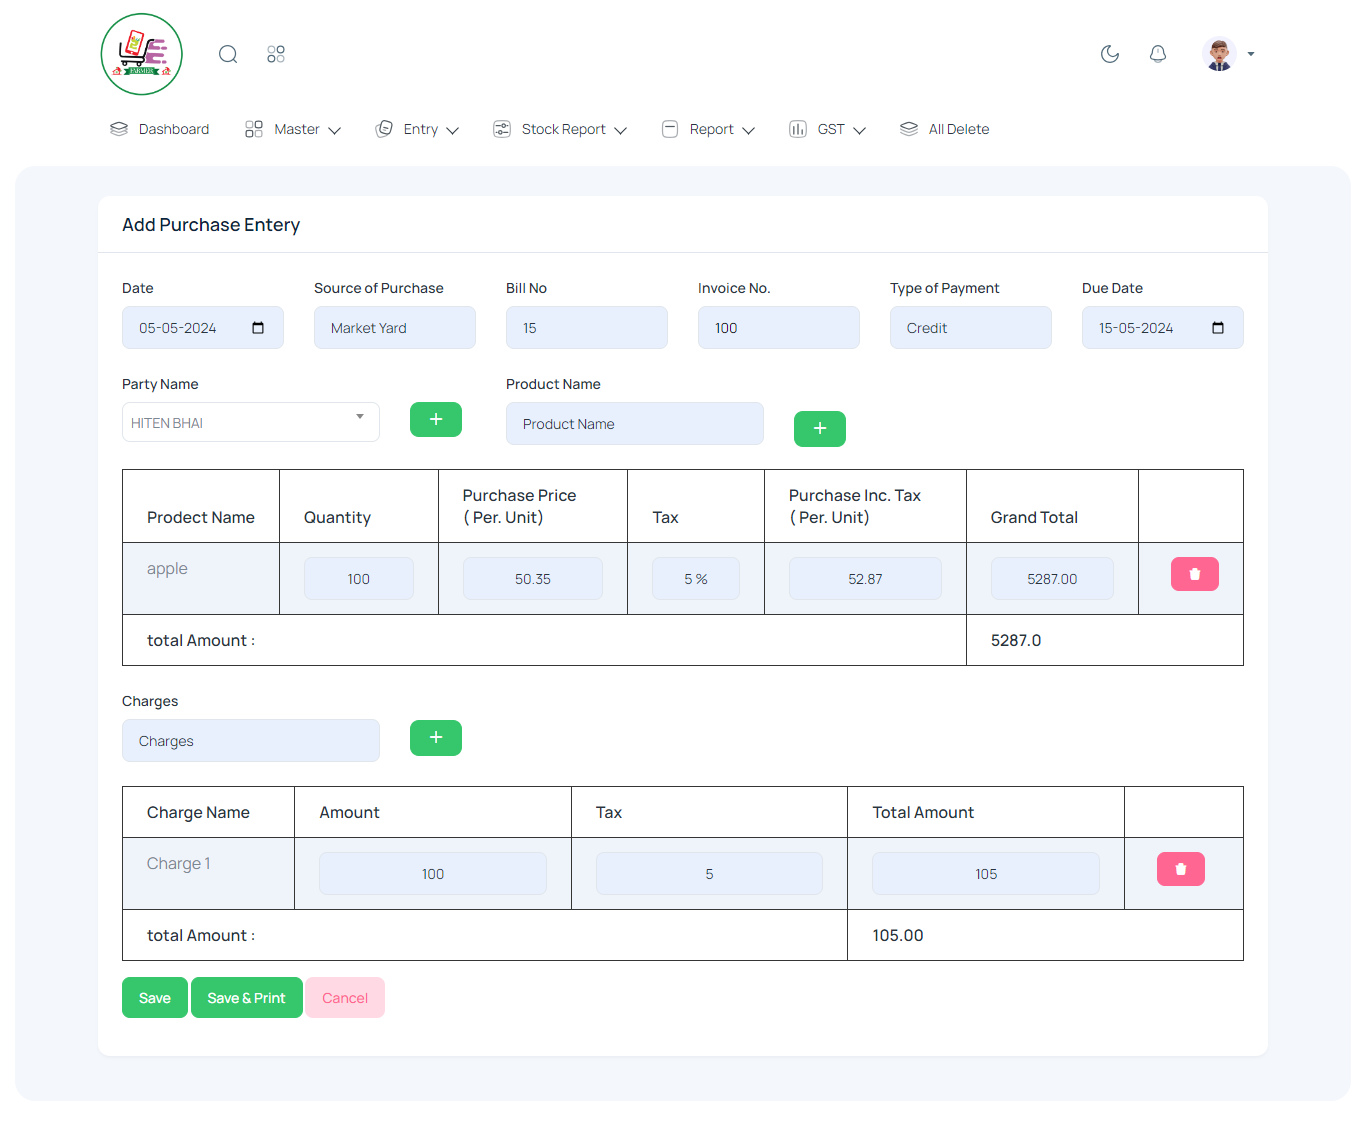 FARMER
Dashboard Master Entry Stock Report Report GST All Delete
Add Purchase Entery
Date Source of Purchase Bill No Invoice No. Type of Payment Due Date
05-05-2024 Market Yard 15 100 Credit 15-05-2024
Party Name Product Name
HITEN BHAI + Product Name +
Prodect Name Quantity Purchase Price Tax Purchase Inc. Tax Grand Total
( Per. Unit) ( Per. Unit)
apple 100 50.35 5 % 52.87 5287.00
total Amount : 5287.0
Charges
Charges +
Charge Name Amount Tax Total Amount
Charge 1 100 5 105
total Amount : 105.00
Save Save & Print Cancel